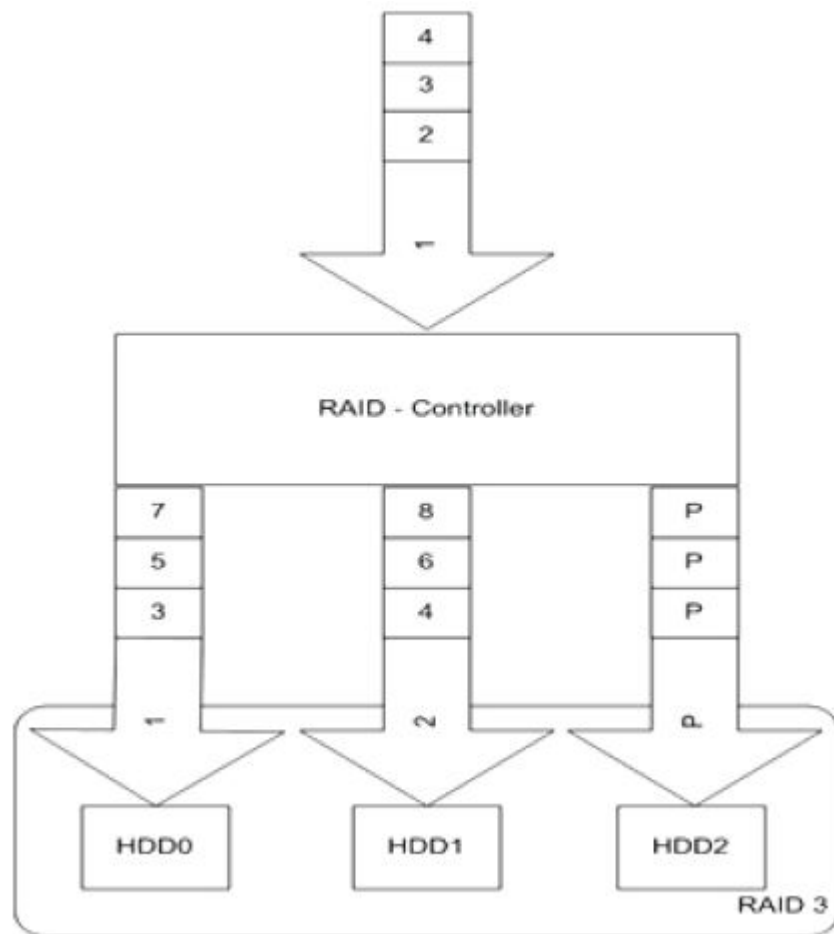 4
3
2
1
RAID - Controller
7 8 P
5 6 P
3 4 P
1 2 P
HDD0 HDD1 HDD2
RAID 3